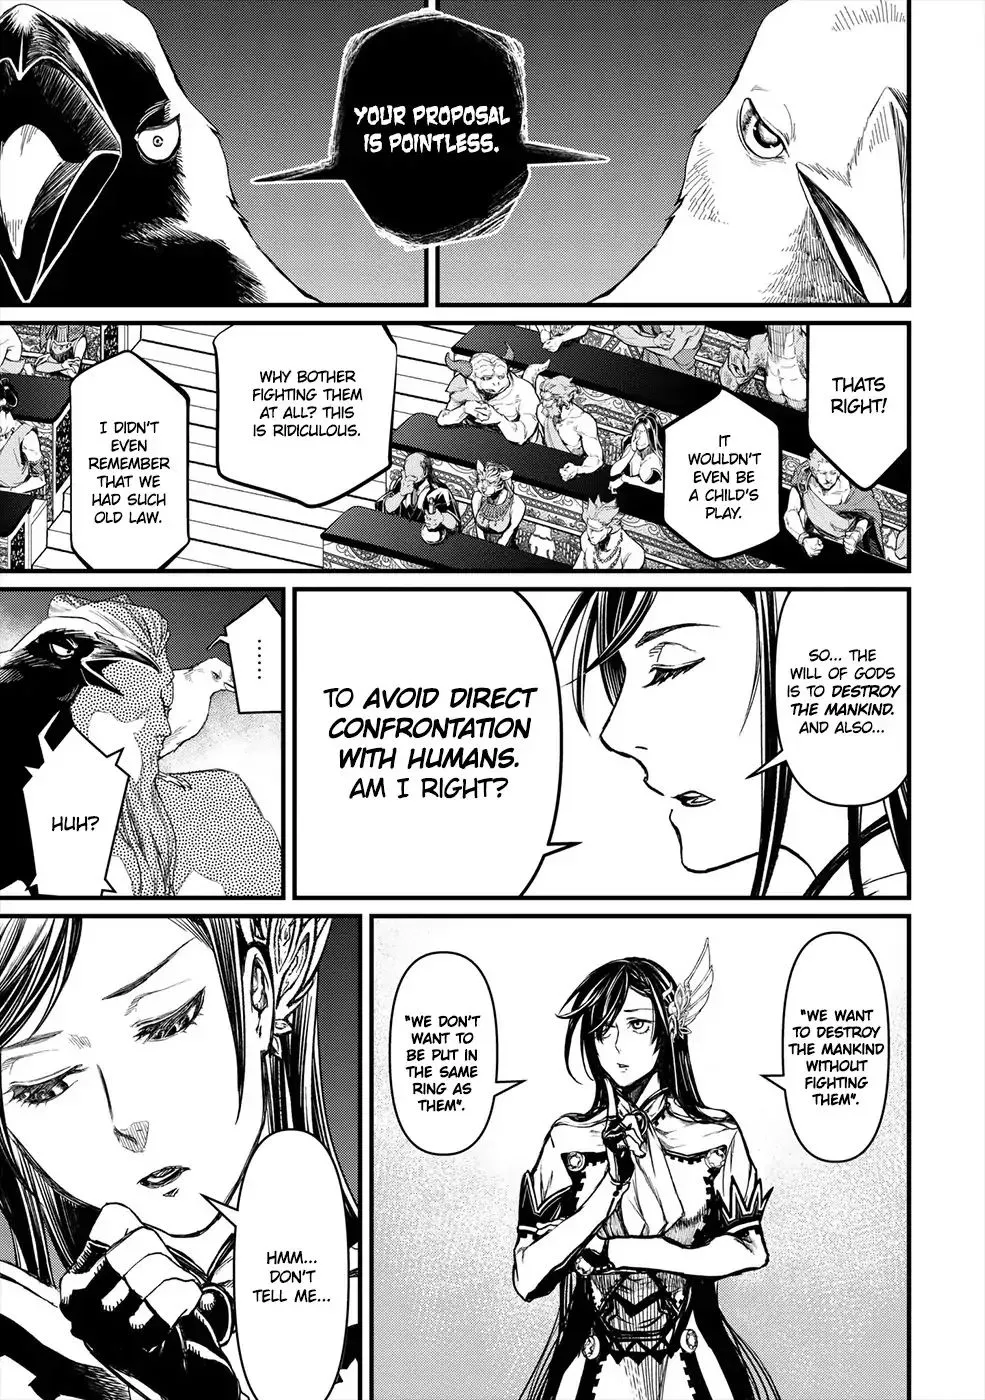 YOUR PROPOSAL
IS POINTLESS.
THATS
RIGHT!
IT
WOULDN'T
EVEN BE
A CHILD'S
PLAY.
WHY BOTHER
FIGHTING THEM
AT ALL? THIS
IS RIDICULOUS.
I DIDN'T
EVEN
REMEMBER
THAT WE
HAD SUCH
OLD LAW.
SO... THE
WILL OF GODS
IS TO DESTROY
THE MANKIND.
AND ALSO...
TO AVOID DIRECT
CONFRONTATION
WITH HUMANS.
AM I RIGHT?
......
HUH?
"WE WANT
TO DESTROY
THE MANKIND
WITHOUT
FIGHTING
THEM".
"WE DON'T
WANT TO
BE PUT IN
THE SAME
RING AS
THEM".
HMM...
DON'T
TELL ME...